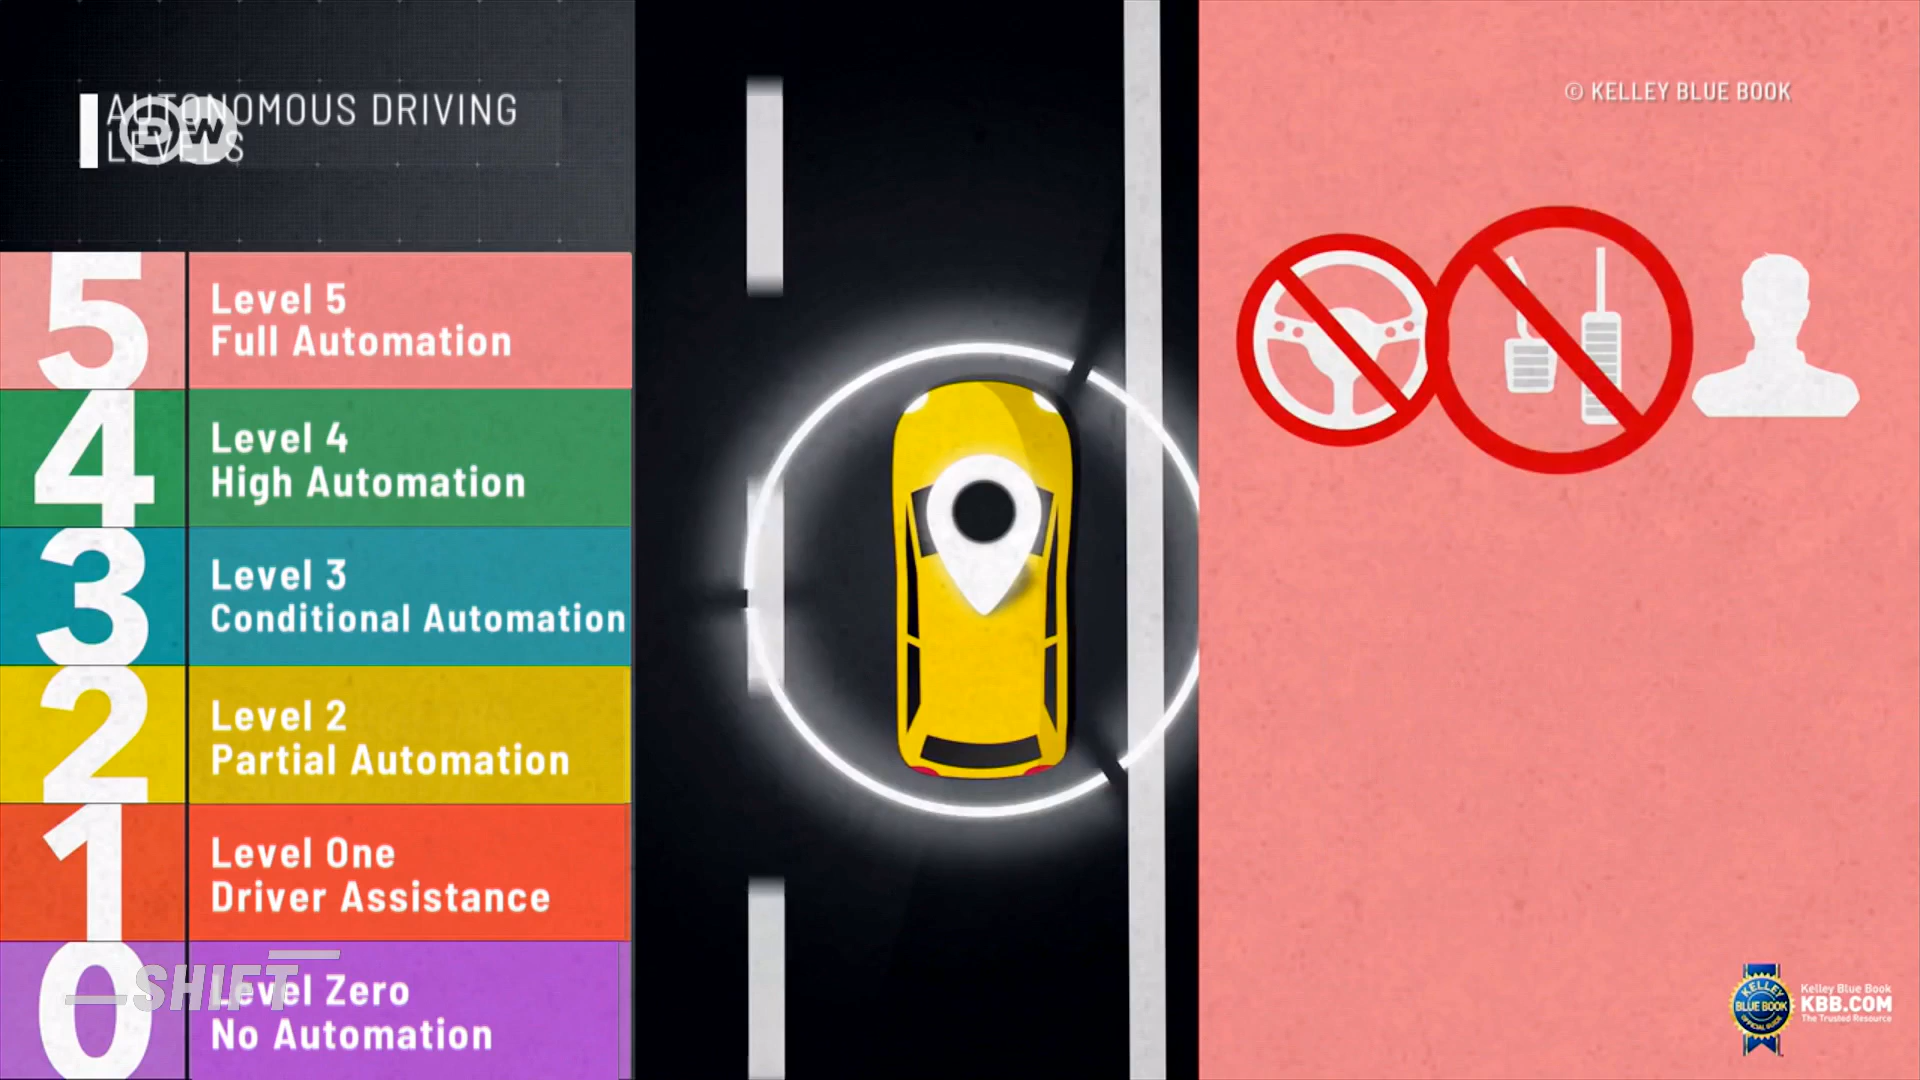 AUTONOMOUS DRIVING
LEVELS
DW
© KELLEY BLUE BOOK
5
Level 5
Full Automation
4
Level 4
High Automation
3
Level 3
Conditional Automation
2
Level 2
Partial Automation
1
Level One
Driver Assistance
0
Level Zero
No Automation
SHIFT
KELLEY
BLUE BOOK
OFFICIAL GUIDE
Kelley Blue Book
KBB.COM
The Trusted Resource